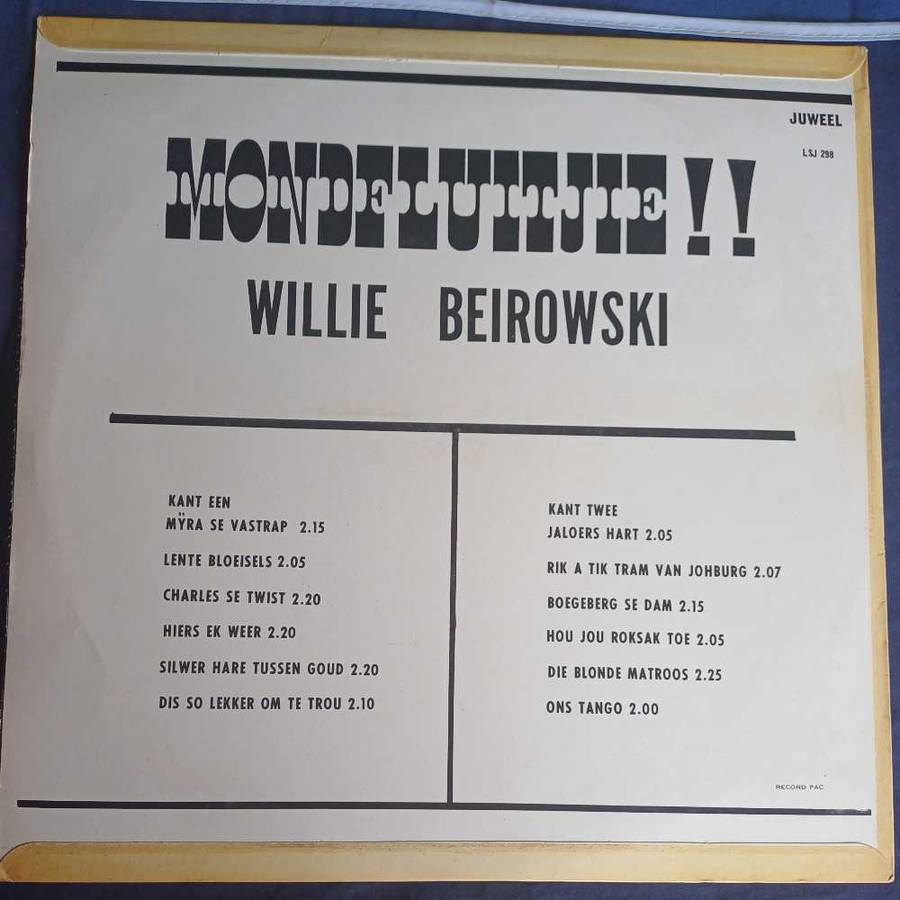 JUWEEL
LSJ 298
MONDFLUITJIE!!
WILLIE BEIROWSKI
KANT EEN
MŸRA SE VASTRAP 2.15
LENTE BLOEISELS 2.05
CHARLES SE TWIST 2.20
HIERS EK WEER 2.20
SILWER HARE TUSSEN GOUD 2.20
DIS SO LEKKER OM TE TROU 2.10
KANT TWEE
JALOERS HART 2.05
RIK A TIK TRAM VAN JOHBURG 2.07
BOEGEBERG SE DAM 2.15
HOU JOU ROKSAK TOE 2.05
DIE BLONDE MATROOS 2.25
ONS TANGO 2.00
RECORD PAC